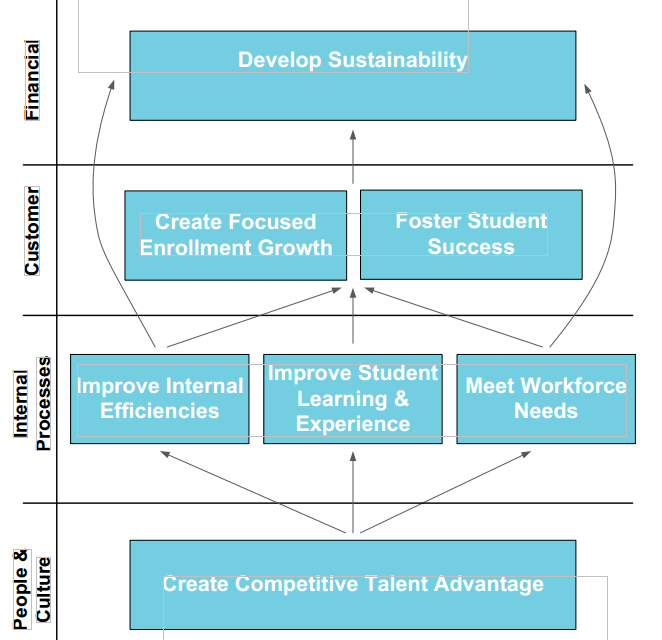 Financial
Develop Sustainability
Customer
Create Focused
Enrollment Growth
Foster Student
Success
Internal
Processes
Improve Internal
Efficiencies
Improve Student
Learning &
Experience
Meet Workforce
Needs
People &
Culture
Create Competitive Talent Advantage